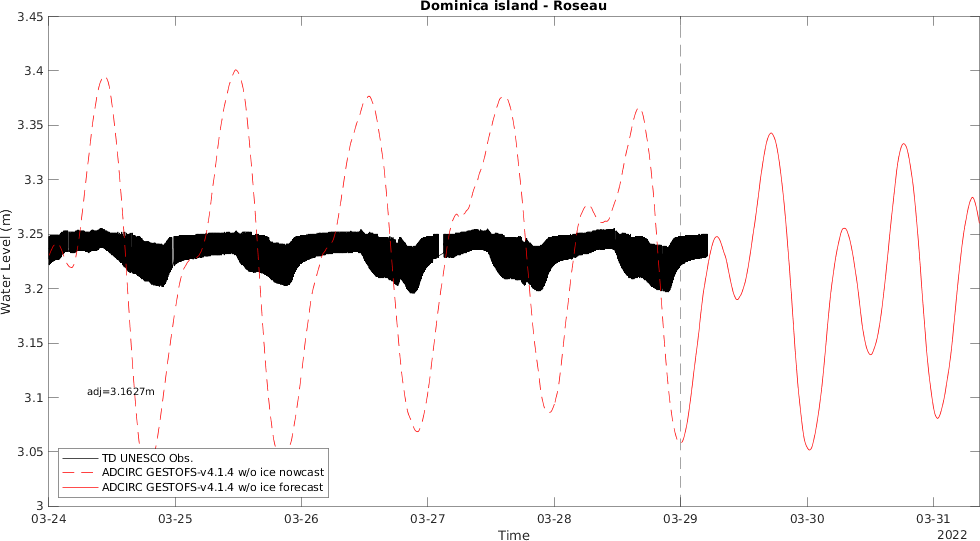 Dominica island - Roseau
3.45
3.4
3.35
3.3
3.25
3.2
3.15
3.1
3.05
3
Water Level (m)
adj=3.1627m
TD UNESCO Obs.
ADCIRC GESTOFS-v4.1.4 w/o ice nowcast
ADCIRC GESTOFS-v4.1.4 w/o ice forecast
03-24 03-25 03-26 03-27 03-28 03-29 03-30 03-31
Time
2022